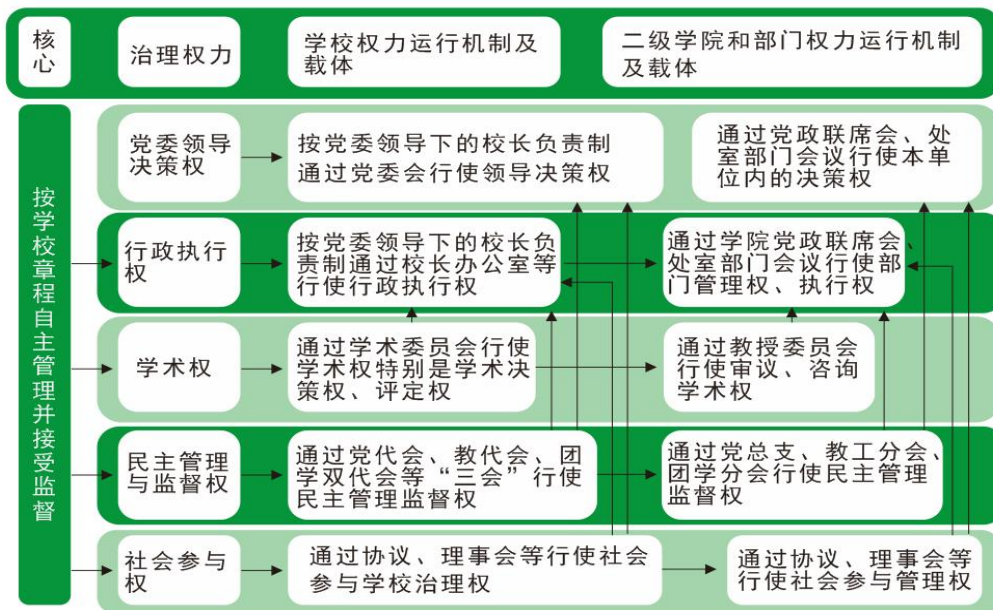 核
心
治理权力
学校权力运行机制及
载体
二级学院和部门权力运行机制
及载体
按学校章程自主管理并接受监督
党委领导
决策权
按党委领导下的校长负责制
通过党委会行使领导决策权
通过党政联席会、处
室部门会议行使本单
位内的决策权
行政执行
权
按党委领导下的校长负
责制通过校长办公室等
行使行政执行权
通过学院党政联席会、
处室部门会议行使部
门管理权、执行权
学术权
通过学术委员会行使
学术权特别是学术决
策权、评定权
通过教授委员会
行使审议、咨询
学术权
民主管理
与监督权
通过党代会、教代会、团
学双代会等“三会”行使
民主管理监督权
通过党总支、教工分会、
团学分会行使民主管理
监督权
社会参与
权
通过协议、理事会等行使社会
参与学校治理权
通过协议、理事会等
行使社会参与管理权